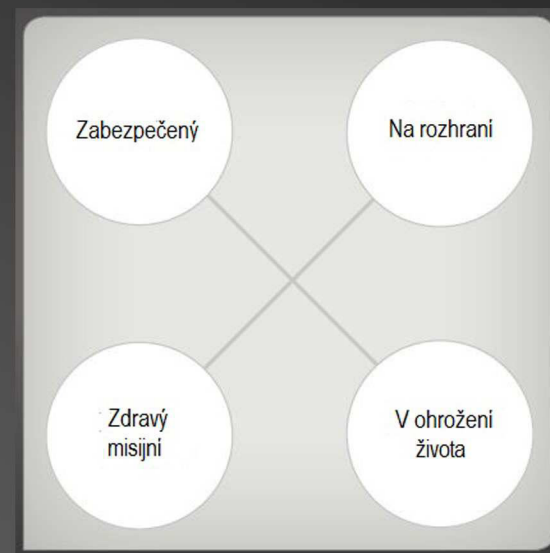 Zabezpečený
Na rozhraní
Zdravý
misijní
V ohrožení
života